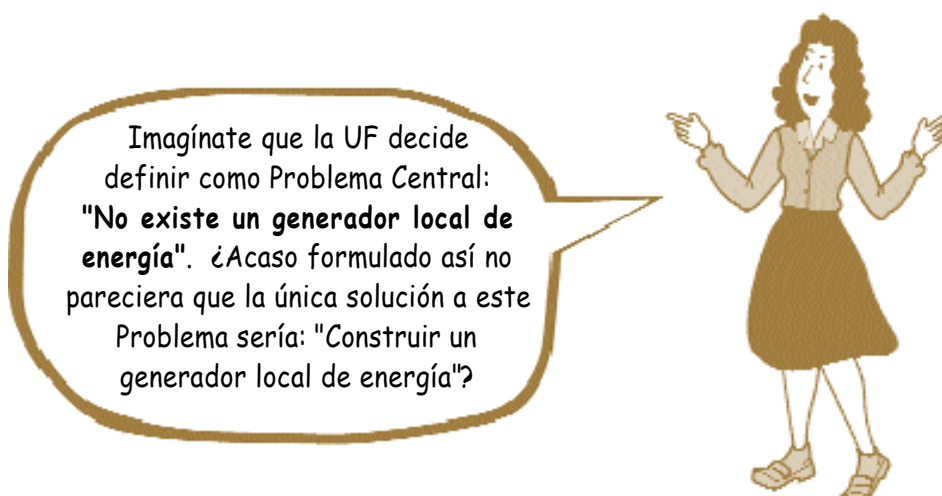 Imagínate que la UF decide
definir como Problema Central:
"No existe un generador local de
energía". ¿Acaso formulado así no
pareciera que la única solución a este
Problema sería: "Construir un
generador local de energía"?